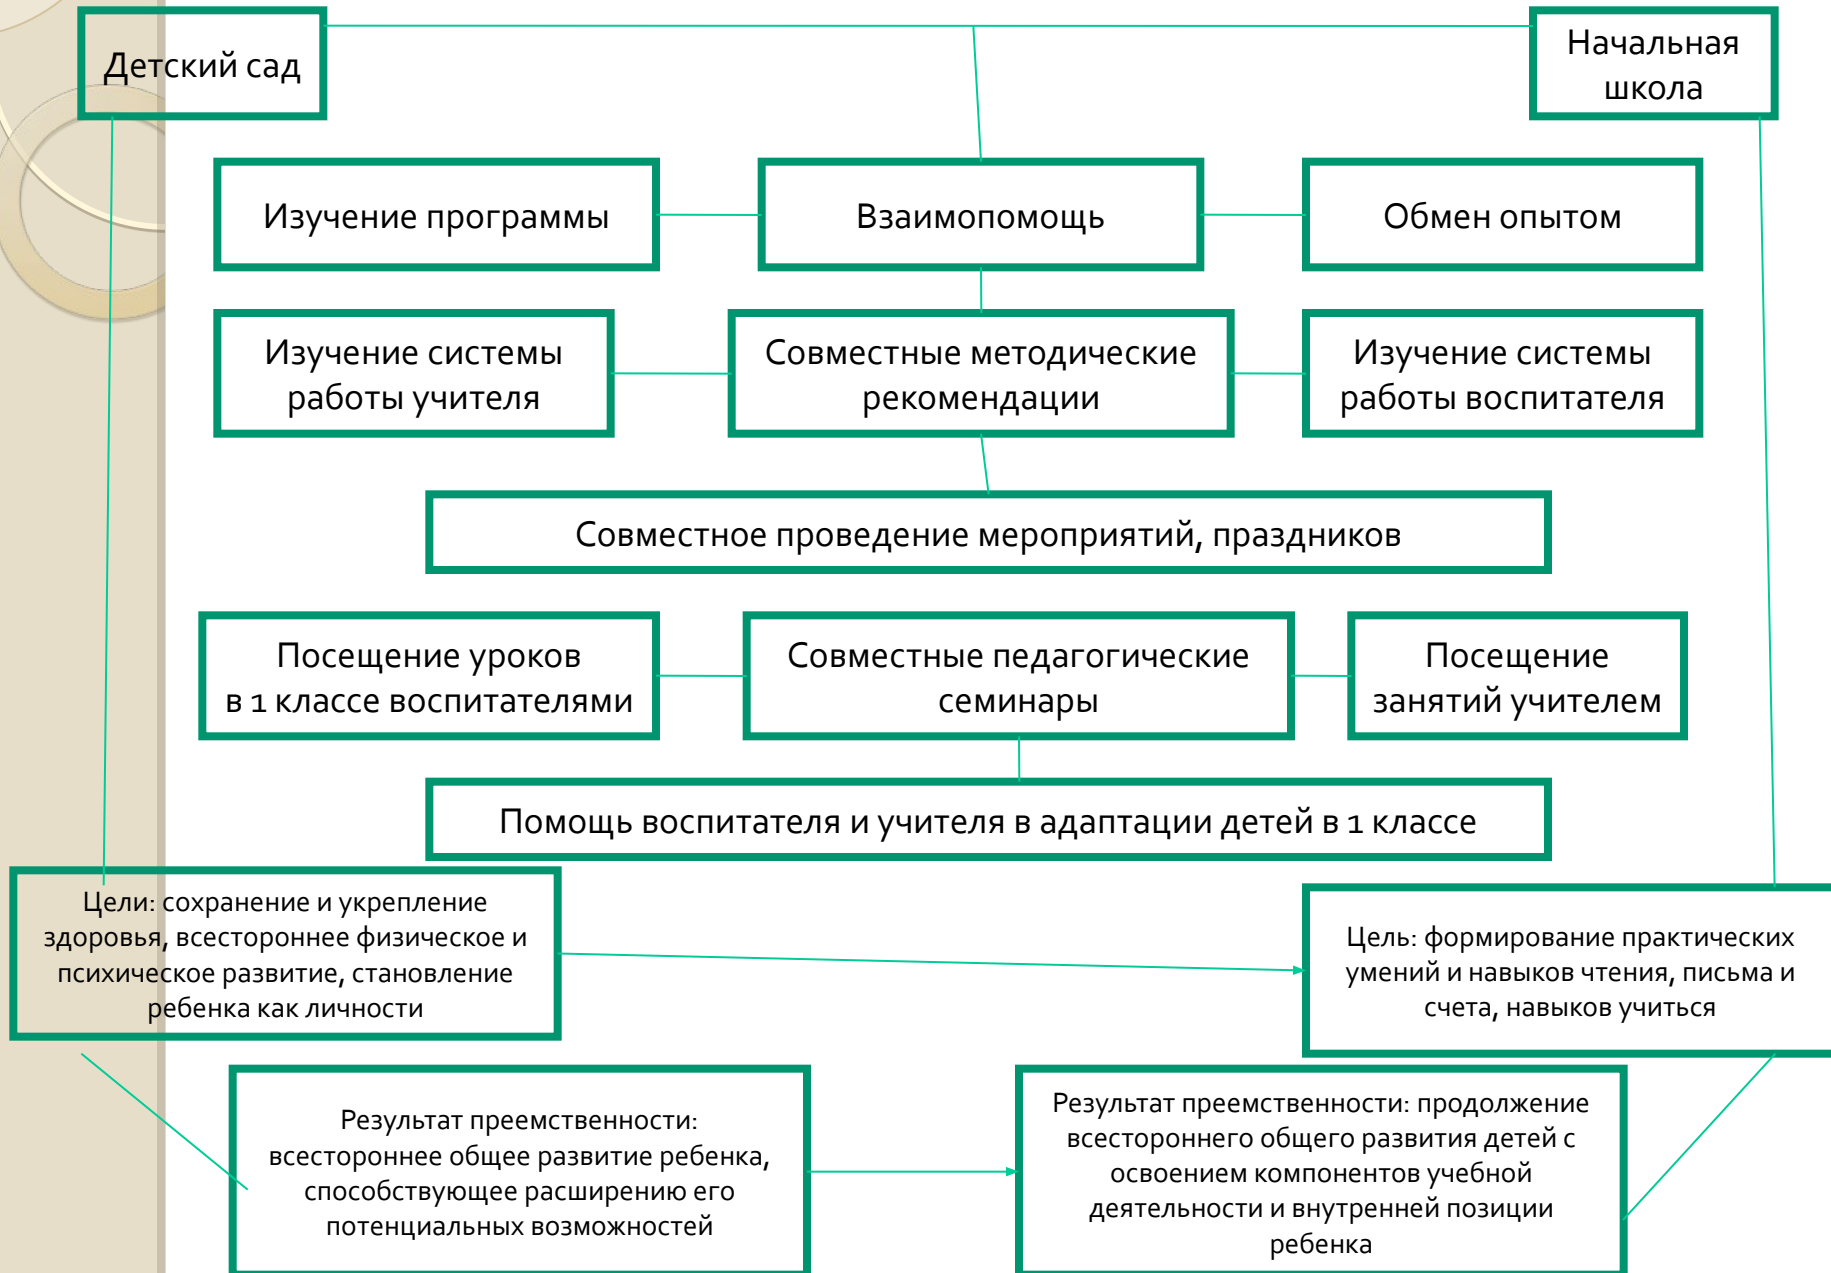 Детский сад
Начальная
школа
Изучение программы
Взаимопомощь
Обмен опытом
Изучение системы
работы учителя
Совместные методические
рекомендации
Изучение системы
работы воспитателя
Совместное проведение мероприятий, праздников
Посещение уроков
в 1 классе воспитателями
Совместные педагогические
семинары
Посещение
занятий учителем
Помощь воспитателя и учителя в адаптации детей в 1 классе
Цели: сохранение и укрепление
здоровья, всестороннее физическое и
психическое развитие, становление
ребенка как личности
Цель: формирование практических
умений и навыков чтения, письма и
счета, навыков учиться
Результат преемственности:
всестороннее общее развитие ребенка,
способствующее расширению его
потенциальных возможностей
Результат преемственности: продолжение
всестороннего общего развития детей с
освоением компонентов учебной
деятельности и внутренней позиции
ребенка